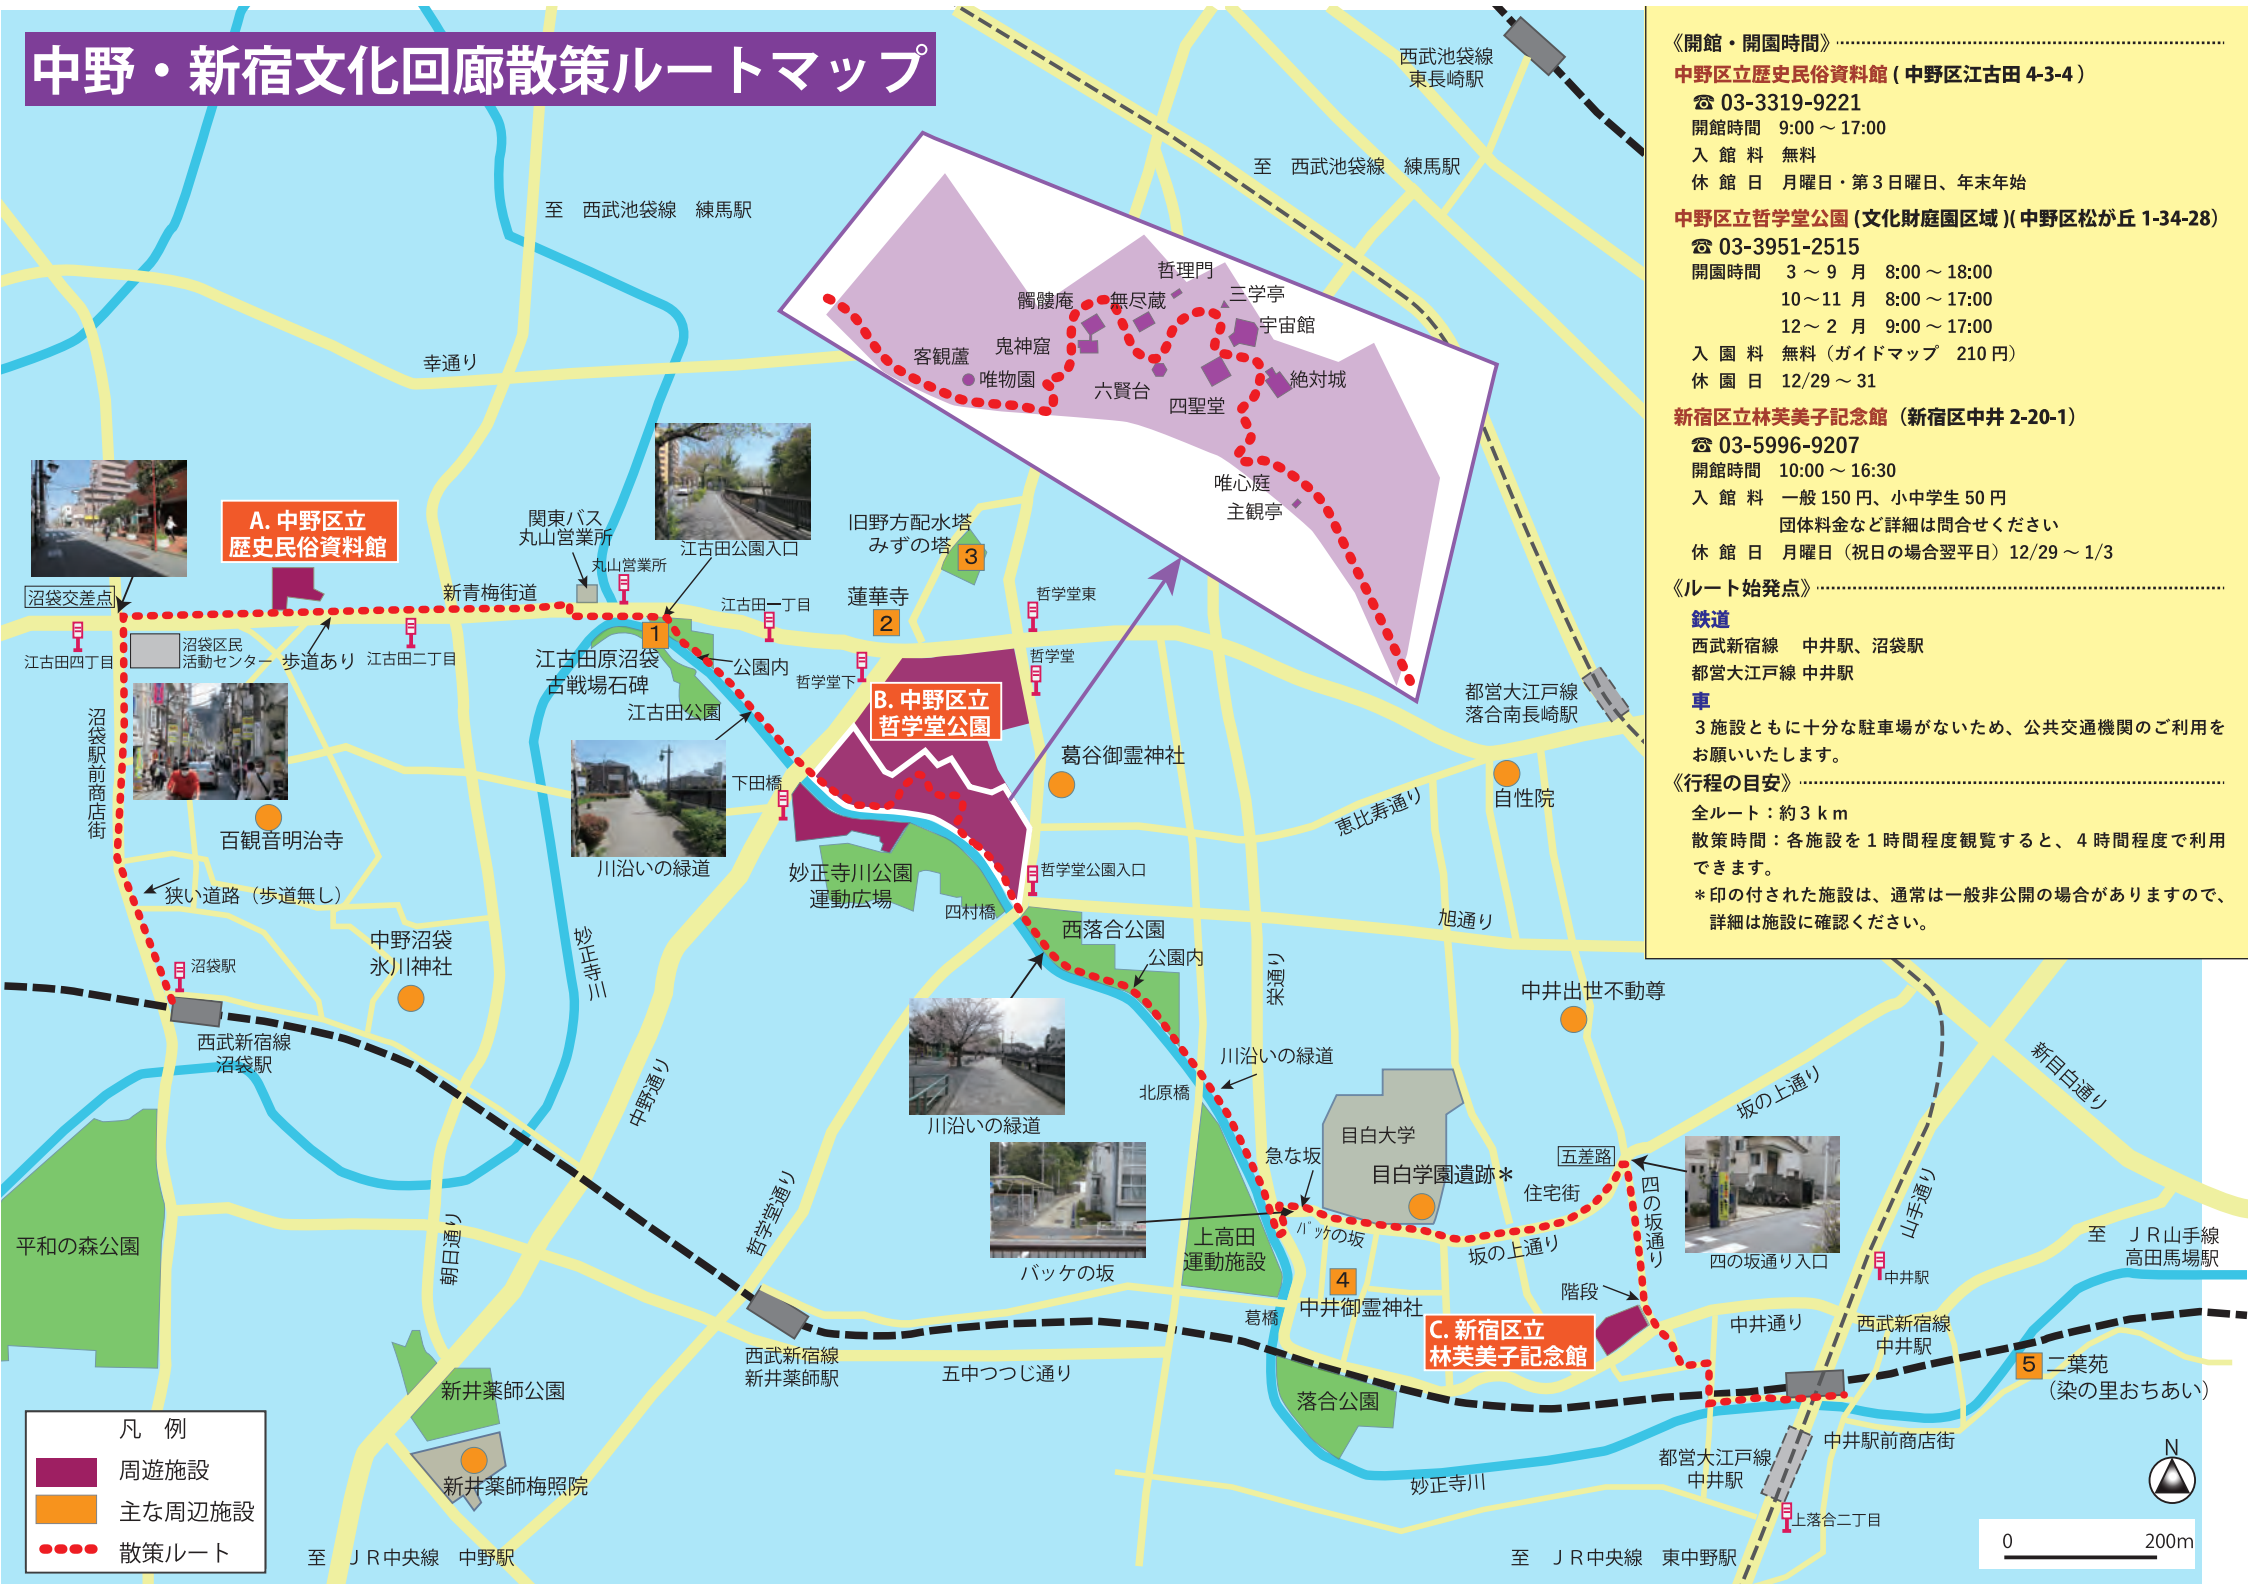 中野・新宿文化回廊散策ルートマップ
《開館・開園時間》
中野区立歴史民俗資料館 ( 中野区江古田 4-3-4 )
☎ 03-3319-9221
開館時間 9:00 ～ 17:00
入 館 料 無料
休 館 日 月曜日・第 3 日曜日、年末年始
中野区立哲学堂公園 (文化財庭園区域 )( 中野区松が丘 1-34-28)
☎ 03-3951-2515
開園時間 3 ～ 9 月 8:00 ～ 18:00
10～11 月 8:00 ～ 17:00
12～ 2 月 9:00 ～ 17:00
入 園 料 無料（ガイドマップ 210 円）
休 園 日 12/29 ～ 31
新宿区立林芙美子記念館（新宿区中井 2-20-1）
☎ 03-5996-9207
開館時間 10:00 ～ 16:30
入 館 料 一般 150 円、小中学生 50 円
団体料金など詳細は問合せください
休 館 日 月曜日（祝日の場合翌平日）12/29 ～ 1/3
《ルート始発点》
鉄道
西武新宿線 中井駅、沼袋駅
都営大江戸線 中井駅
車
３施設ともに十分な駐車場がないため、公共交通機関のご利用を
お願いいたします。
《行程の目安》
全ルート：約３ｋｍ
散策時間：各施設を 1 時間程度観覧すると、4 時間程度で利用
できます。
＊印の付された施設は、通常は一般非公開の場合がありますので、
詳細は施設に確認ください。
西武池袋線
東長崎駅
至 西武池袋線 練馬駅
至 西武池袋線 練馬駅
幸通り
哲理門
髑髏庵
無尽蔵
三学亭
宇宙館
鬼神窟
客観蘆
唯物園
六賢台
四聖堂
絶対城
唯心庭
主観亭
A. 中野区立
歴史民俗資料館
関東バス
丸山営業所
丸山営業所
江古田公園入口
旧野方配水塔
みずの塔
3
沼袋交差点
新青梅街道
江古田一丁目
蓮華寺
2
哲学堂東
江古田四丁目
沼袋区民
活動センター
歩道あり
江古田二丁目
1
江古田原沼袋
古戦場石碑
公園内
江古田公園
哲学堂下
哲学堂
B. 中野区立
哲学堂公園
都営大江戸線
落合南長崎駅
沼袋駅前商店街
葛谷御霊神社
下田橋
自性院
恵比寿通り
百観音明治寺
川沿いの緑道
妙正寺川公園
運動広場
哲学堂公園入口
狭い道路（歩道無し）
四村橋
旭通り
西落合公園
公園内
中野沼袋
氷川神社
沼袋駅
妙正寺川
栄通り
中井出世不動尊
西武新宿線
沼袋駅
川沿いの緑道
川沿いの緑道
北原橋
中野通り
坂の上通り
新目白通り
目白大学
目白学園遺跡＊
急な坂
五差路
住宅街
四の坂通り
四の坂通り入口
山手通り
哲学堂通り
朝日通り
平和の森公園
バッケの坂
上高田
運動施設
バッケの坂
坂の上通り
至 ＪＲ山手線
高田馬場駅
中井駅
階段
4
中井御霊神社
葛橋
C. 新宿区立
林芙美子記念館
中井通り
西武新宿線
中井駅
5
二葉苑
（染の里おちあい）
西武新宿線
新井薬師駅
五中つつじ通り
新井薬師公園
落合公園
中井駅前商店街
都営大江戸線
中井駅
妙正寺川
上落合二丁目
新井薬師梅照院
凡 例
周遊施設
主な周辺施設
散策ルート
至 ＪＲ中央線 中野駅
至 ＪＲ中央線 東中野駅
N
0 200m